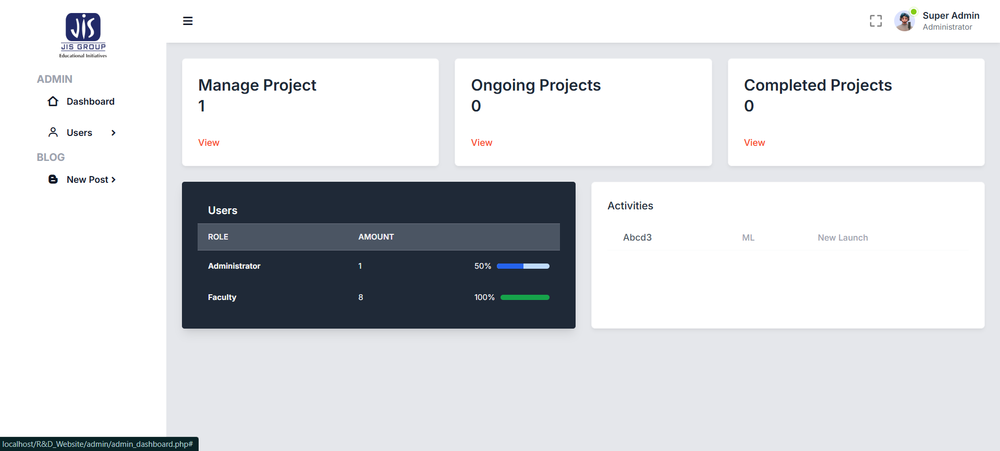 JIS
JIS GROUP
Educational Initiatives
ADMIN
Dashboard
Users
BLOG
New Post
Super Admin
Administrator
Manage Project
1
View
Ongoing Projects
0
View
Completed Projects
0
View
Users
ROLE AMOUNT
Administrator 1 50%
Faculty 8 100%
Activities
Abcd3 ML New Launch
localhost/R&D_Website/admin/admin_dashboard.php#